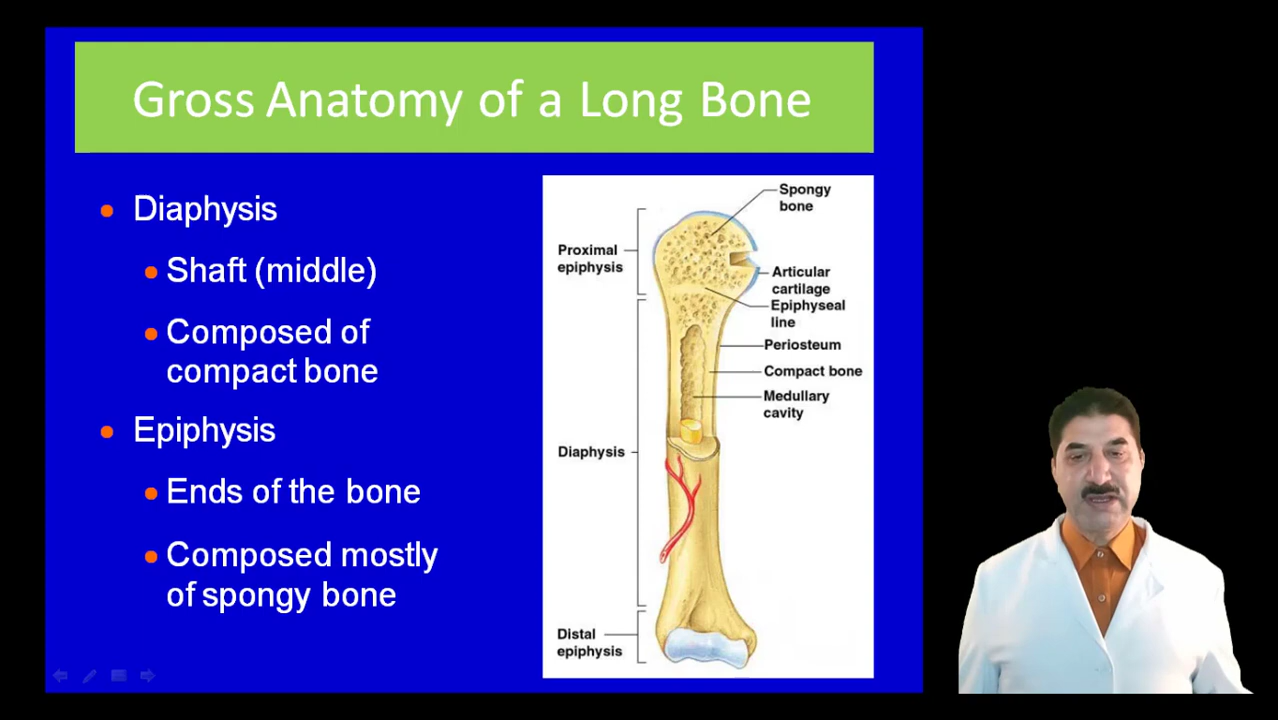 Gross Anatomy of a Long Bone
Diaphysis
Shaft (middle)
Composed of
compact bone
Epiphysis
Ends of the bone
Composed mostly
of spongy bone
Spongy
bone
Proximal
epiphysis
Articular
cartilage
Epiphyseal
line
Periosteum
Compact bone
Medullary
cavity
Diaphysis
Distal
epiphysis